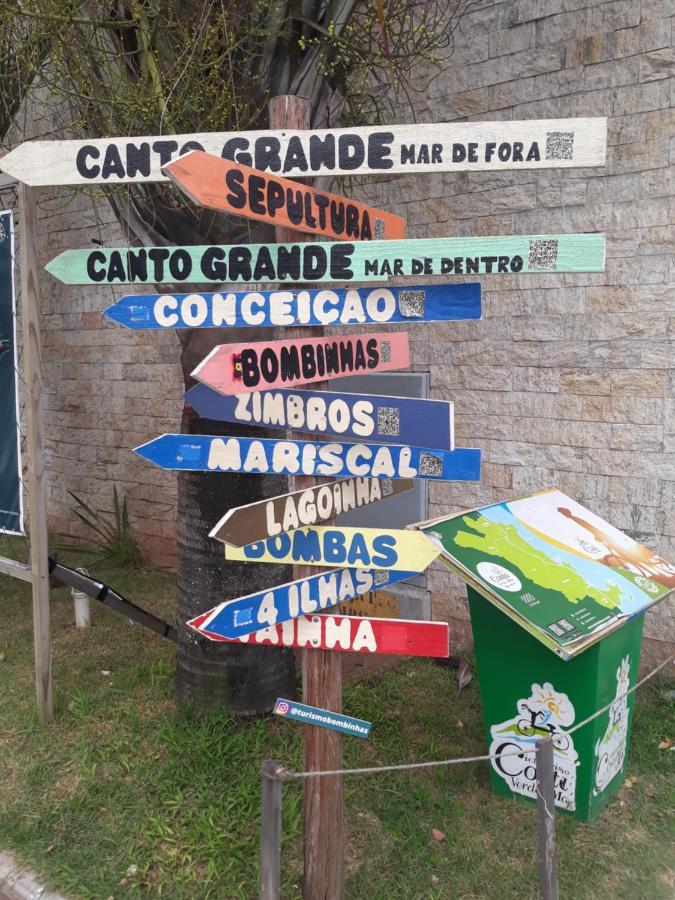 CANTO GRANDE MAR DE FORA
SEPULTURA
CANTO GRANDE MAR DE DENTRO
CONCEICAO
BOMBINHAS
ZIMBROS
MARISCAL
LAGOINHA
BOMBAS
4 ILHAS
TAINHA
@turismobombinhas